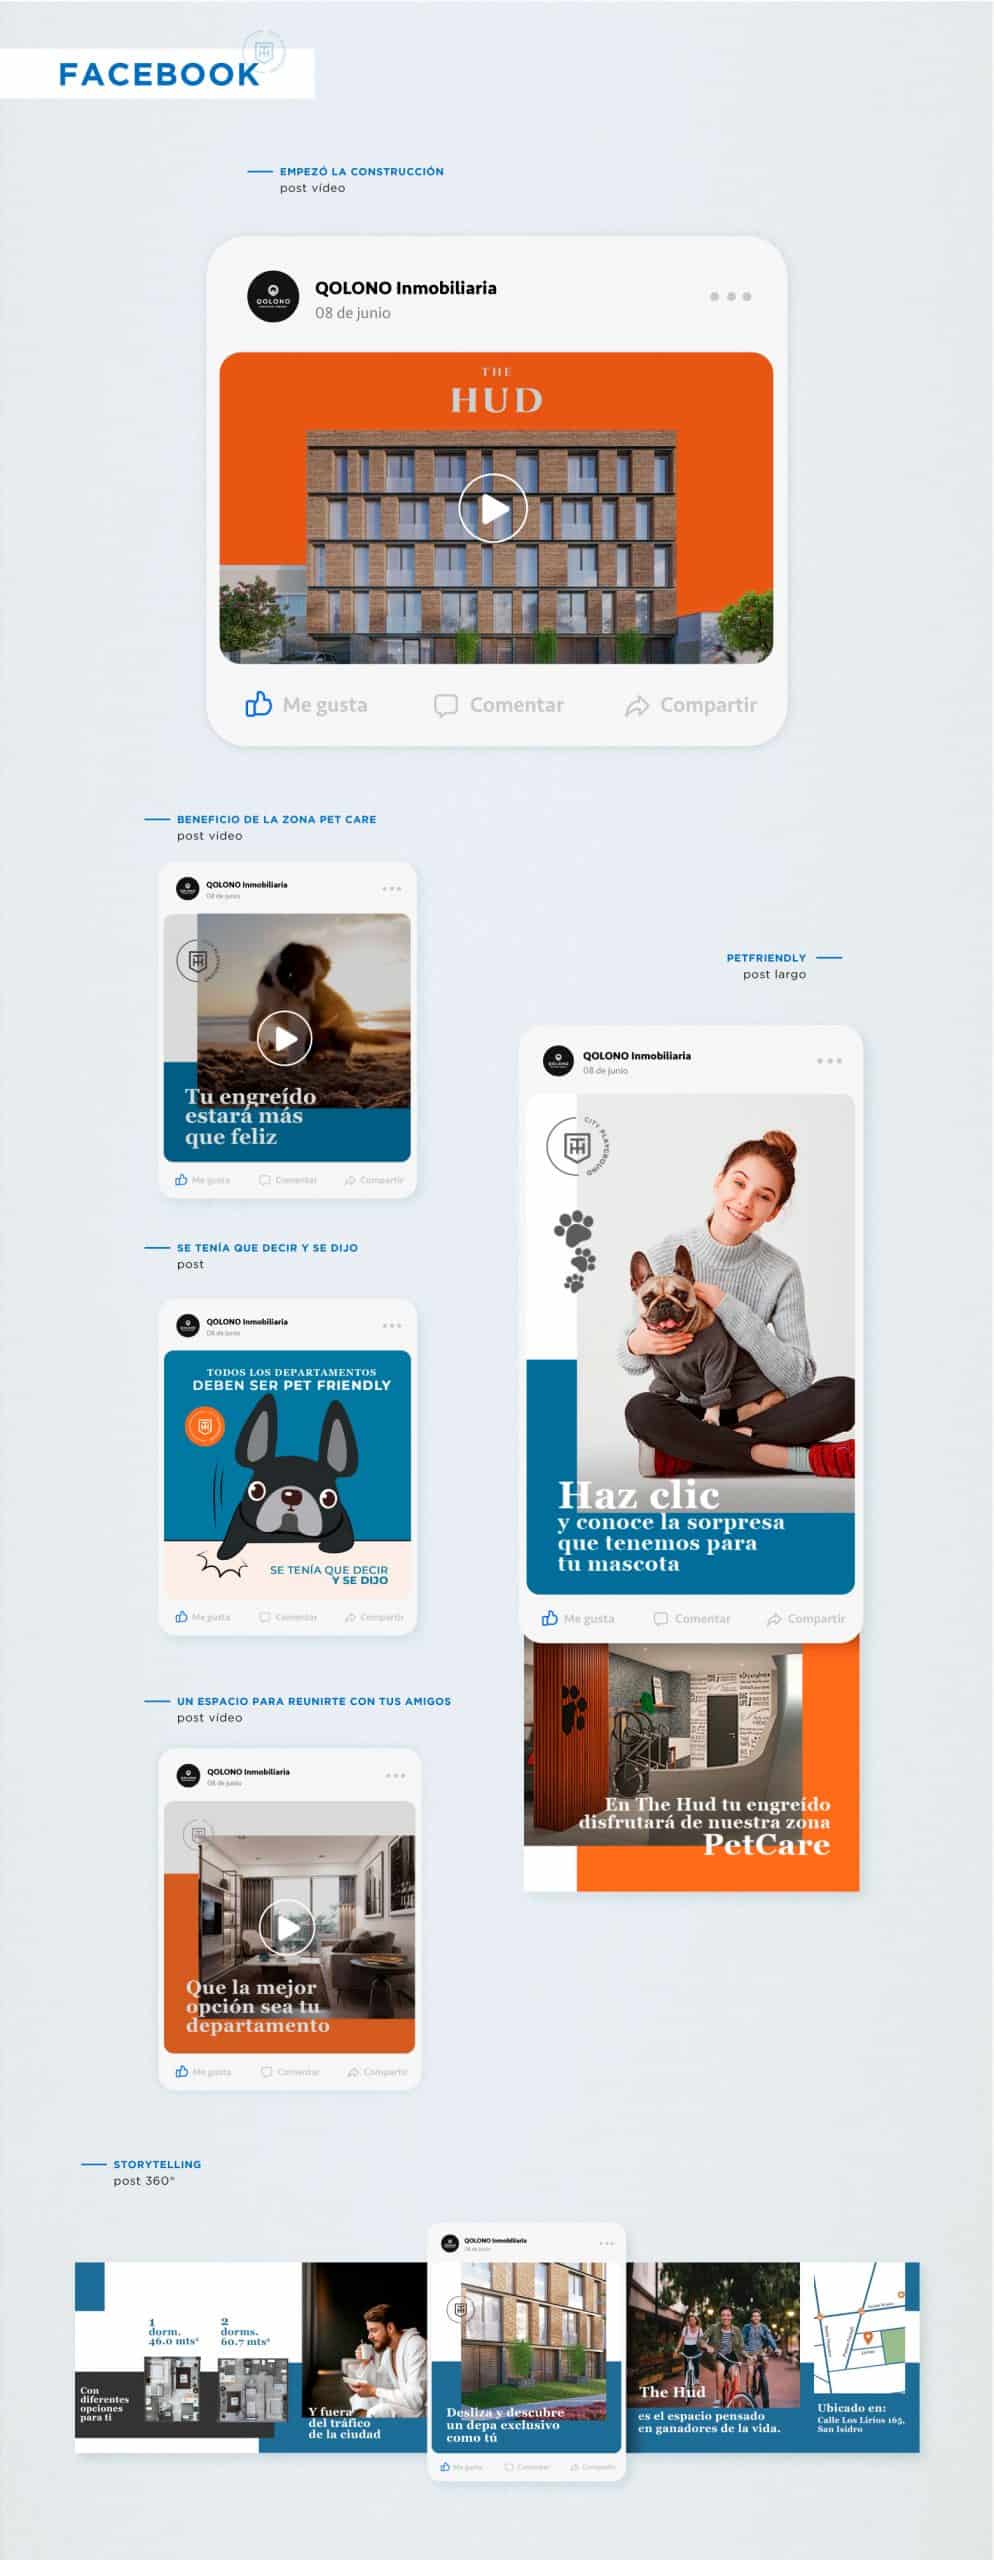 FACEBOOK
EMPEZÓ LA CONSTRUCCIÓN
post vídeo
QOLONO
QOLONO Inmobiliaria
08 de junio
THE
HUD
Me gusta
Comentar
Compartir
BENEFICIO DE LA ZONA PET CARE
post vídeo
QOLONO Inmobiliaria
08 de junio
Tu engreído
estará más
que feliz
Me gusta
Comentar
Compartir
PETFRIENDLY
post largo
QOLONO
QOLONO Inmobiliaria
08 de junio
CITY PLAYGROUND
Haz clic
y conoce la sorpresa
que tenemos para
tu mascota
Me gusta
Comentar
Compartir
En The Hud tu engreído
disfrutará de nuestra zona
PetCare
SE TENÍA QUE DECIR Y SE DIJO
post
QOLONO Inmobiliaria
08 de junio
TODOS LOS DEPARTAMENTOS
DEBEN SER PET FRIENDLY
SE TENÍA QUE DECIR
Y SE DIJO
Me gusta
Comentar
Compartir
UN ESPACIO PARA REUNIRTE CON TUS AMIGOS
post vídeo
QOLONO Inmobiliaria
08 de junio
Que la mejor
opción sea tu
departamento
Me gusta
Comentar
Compartir
STORYTELLING
post 360°
1
dorm.
46.0 mts²
2
dorms.
60.7 mts²
Con
diferentes
opciones
para ti
Y fuera
del tráfico
de la ciudad
QOLONO Inmobiliaria
08 de junio
Desliza y descubre
un depa exclusivo
como tú
Me gusta
Comentar
Compartir
The Hud
es el espacio pensado
en ganadores de la vida.
Ubicado en:
Calle Los Lirios 165,
San Isidro